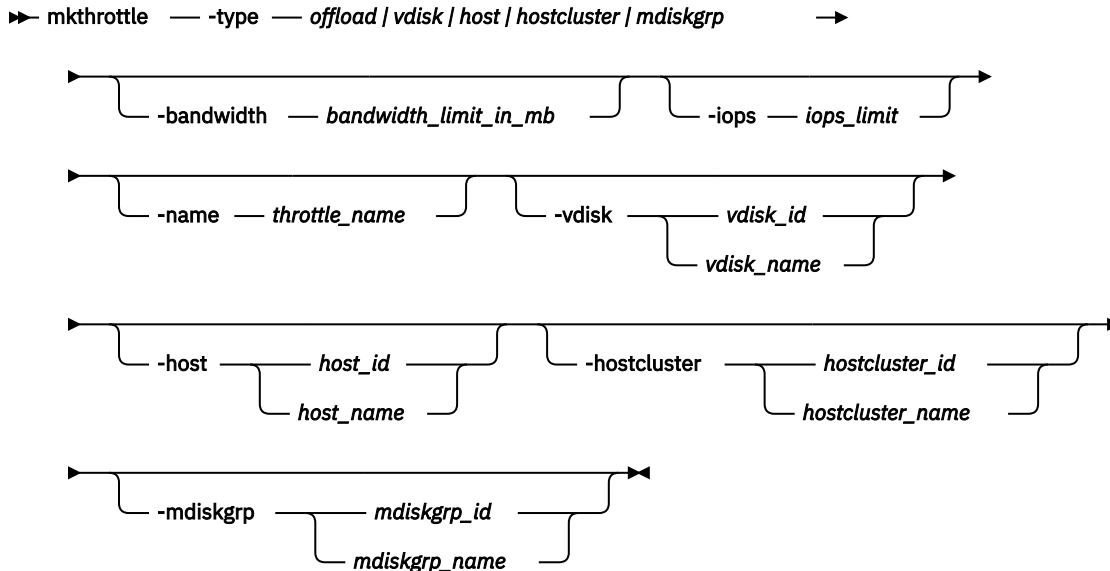 mkthrottle -type offload | vdisk | host | hostcluster | mdiskgrp
-bandwidth bandwidth_limit_in_mb -iops iops_limit
-name throttle_name -vdisk vdisk_id
vdisk_name
-host host_id -hostcluster hostcluster_id
host_name hostcluster_name
-mdiskgrp mdiskgrp_id
mdiskgrp_name